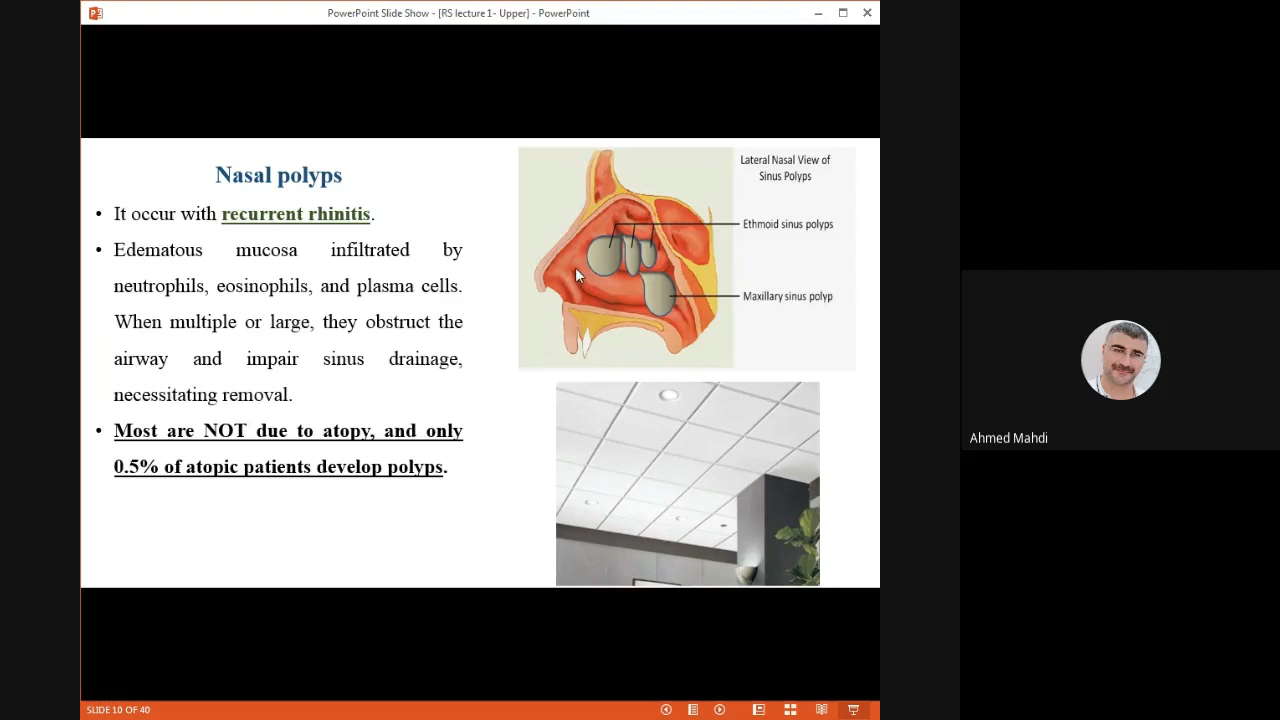 PowerPoint Slide Show - [RS lecture 1- Upper] - PowerPoint
Nasal polyps
• It occur with recurrent rhinitis.
• Edematous mucosa infiltrated by
neutrophils, eosinophils, and plasma cells.
When multiple or large, they obstruct the
airway and impair sinus drainage,
necessitating removal.
• Most are NOT due to atopy, and only
0.5% of atopic patients develop polyps.
Lateral Nasal View of
Sinus Polyps
Ethmoid sinus polyps
Maxillary sinus polyp
Ahmed Mahdi
SLIDE 10 OF 40